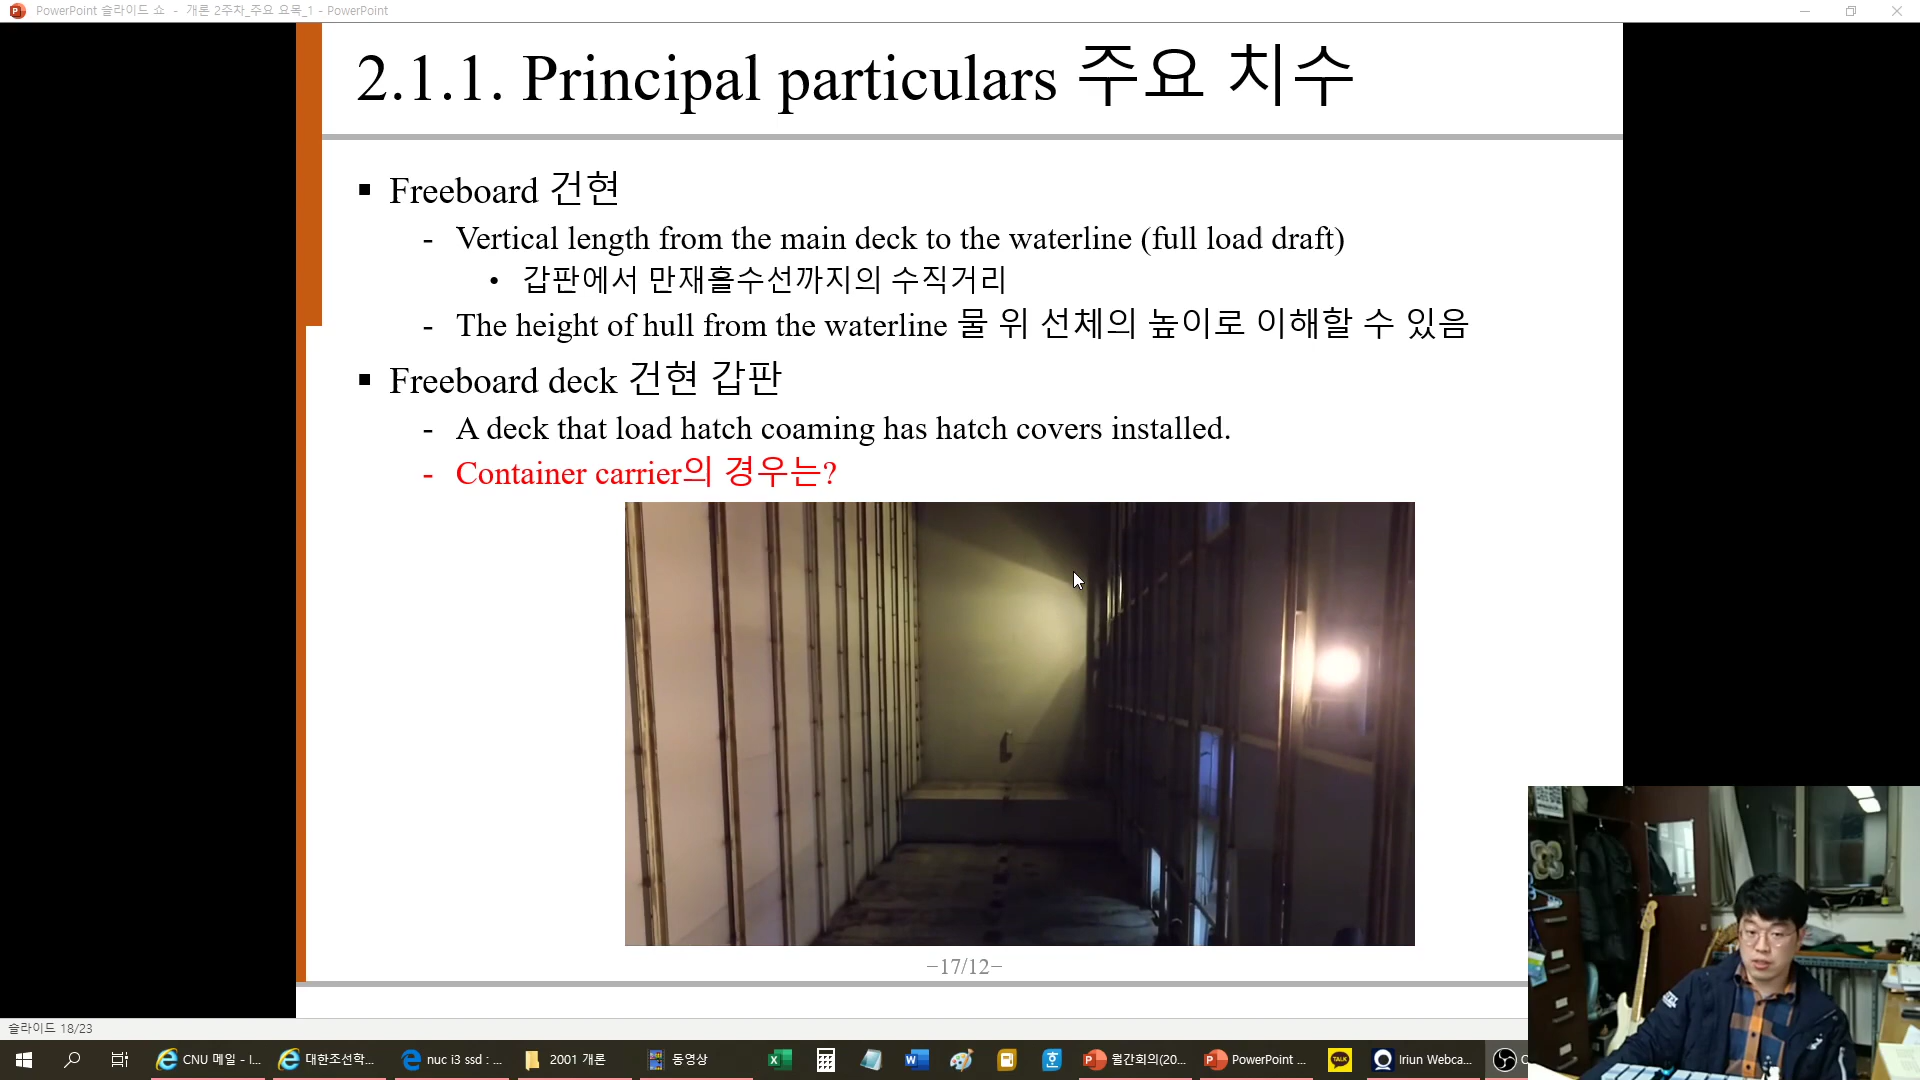 PowerPoint 슬라이드 쇼 - 개론 2주차_주요 요목_1 - PowerPoint
2.1.1. Principal particulars 주요 치수
▪ Freeboard 건현
- Vertical length from the main deck to the waterline (full load draft)
• 갑판에서 만재흘수선까지의 수직거리
- The height of hull from the waterline 물 위 선체의 높이로 이해할 수 있음
▪ Freeboard deck 건현 갑판
- A deck that load hatch coaming has hatch covers installed.
- Container carrier의 경우는?
−17/12−
슬라이드 18/23
CNU 메일 - I... 대한조선학... nuc i3 ssd : ... 2001 개론 동영상 월간회의(20... PowerPoint ... TALK Iriun Webca...